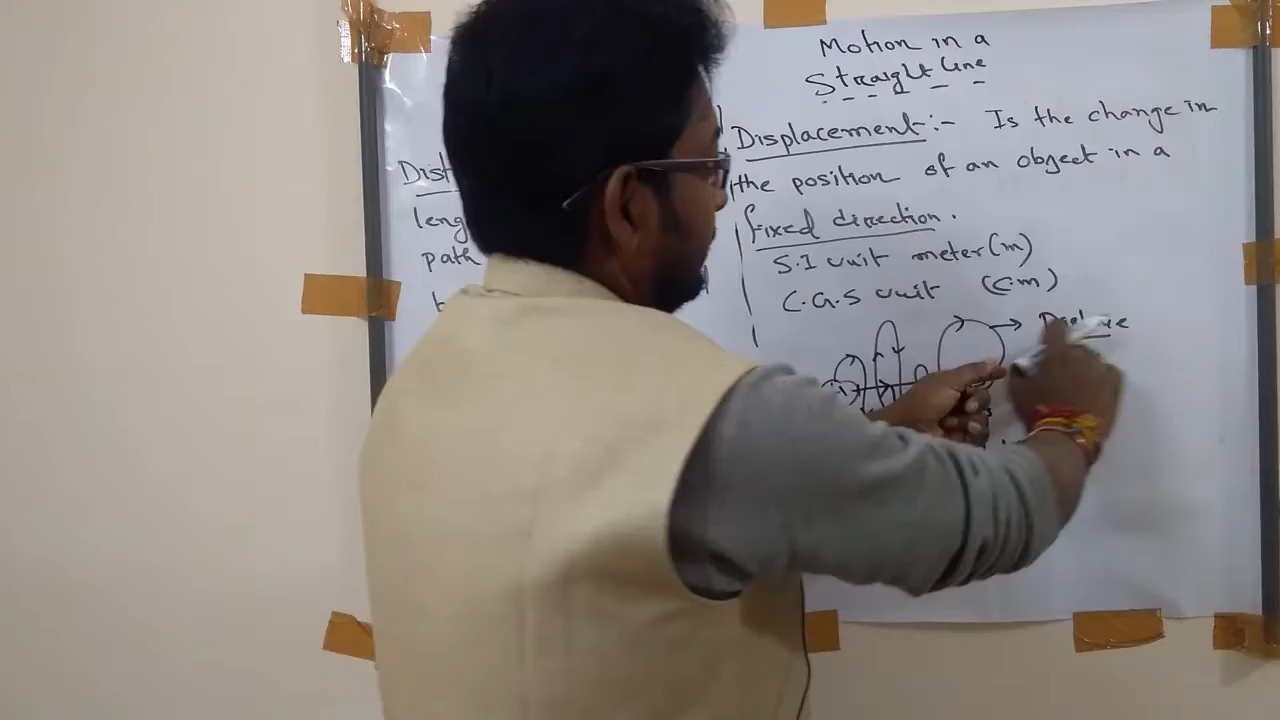 Motion in a
Straight line
Displacement :- Is the change in
the position of an object in a
fixed direction.
S.I unit meter (m)
C.G.S unit (cm)
Dist
leng
path